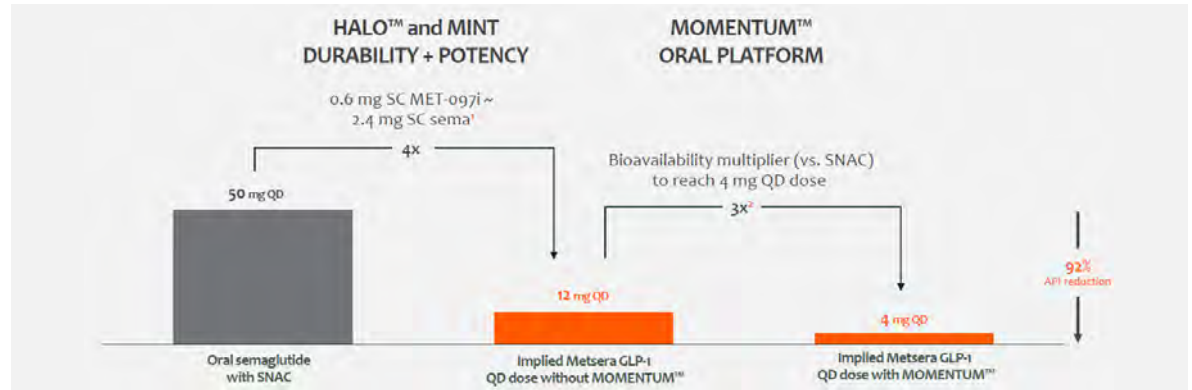 HALO™ and MINT
DURABILITY + POTENCY
MOMENTUM™
ORAL PLATFORM
0.6 mg SC MET-097i ~
2.4 mg SC sema¹
4x
Bioavailability multiplier (vs. SNAC)
to reach 4 mg QD dose
3x²
50 mg QD
12 mg QD
4 mg QD
92%
API reduction
Oral semaglutide
with SNAC
Implied Metsera GLP-1
QD dose without MOMENTUM™
Implied Metsera GLP-1
QD dose with MOMENTUM™